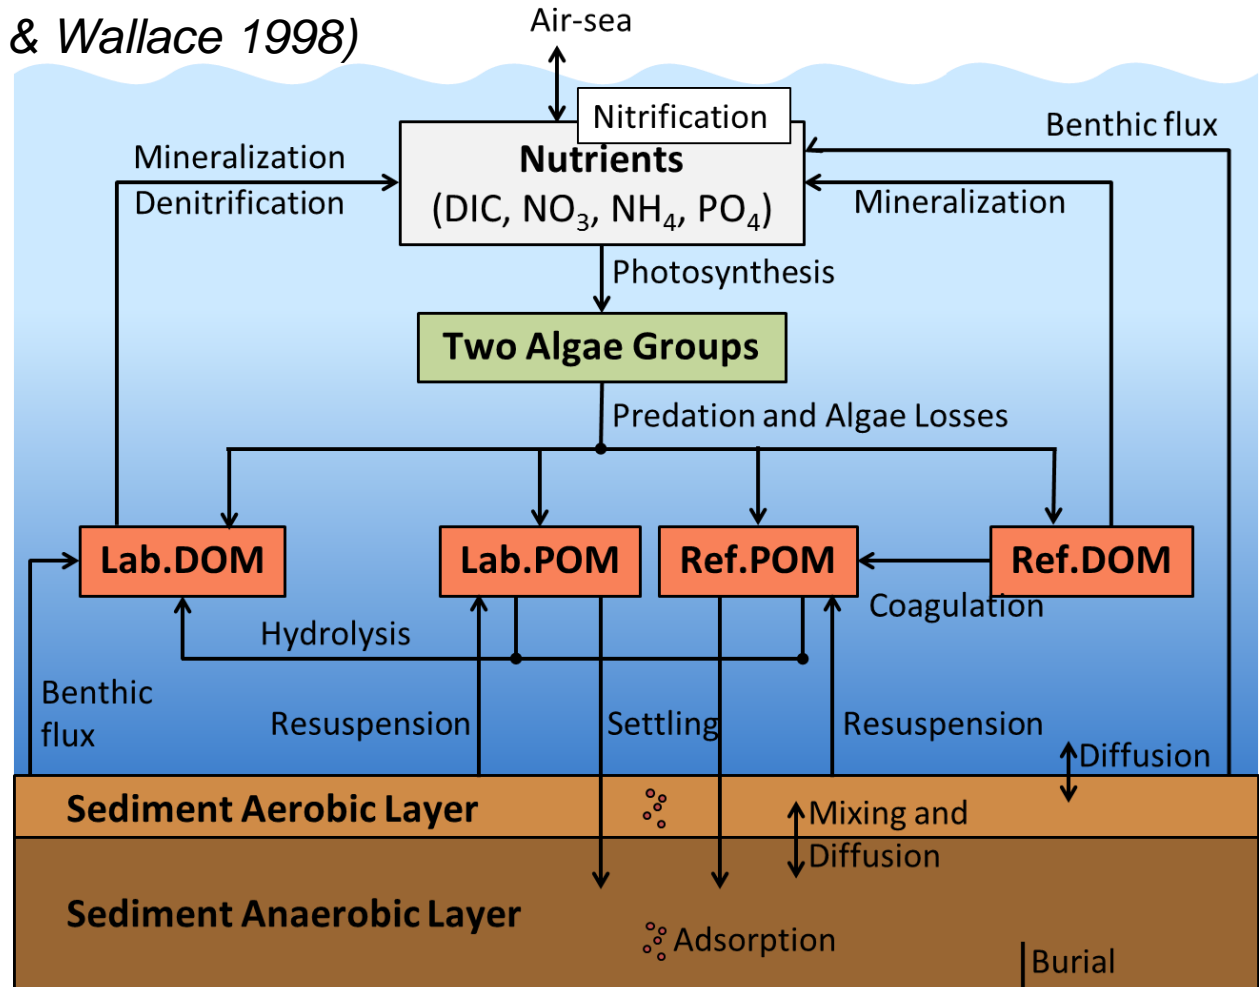 & Wallace 1998)
Air-sea
Nitrification
Benthic flux
Mineralization
Denitrification
Nutrients
(DIC, NO₃, NH₄, PO₄)
Mineralization
Photosynthesis
Two Algae Groups
Predation and Algae Losses
Lab.DOM
Lab.POM
Ref.POM
Ref.DOM
Coagulation
Hydrolysis
Benthic
flux
Resuspension
Settling
Resuspension
Diffusion
Sediment Aerobic Layer
Mixing and
Diffusion
Sediment Anaerobic Layer
Adsorption
Burial